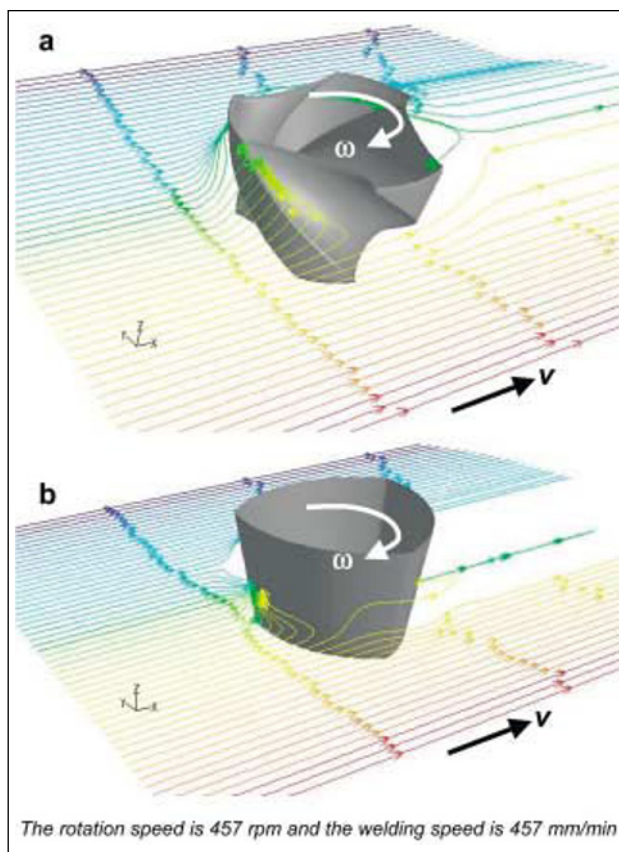 a
ω
Y Z X
v
b
ω
Y Z X
v
The rotation speed is 457 rpm and the welding speed is 457 mm/min